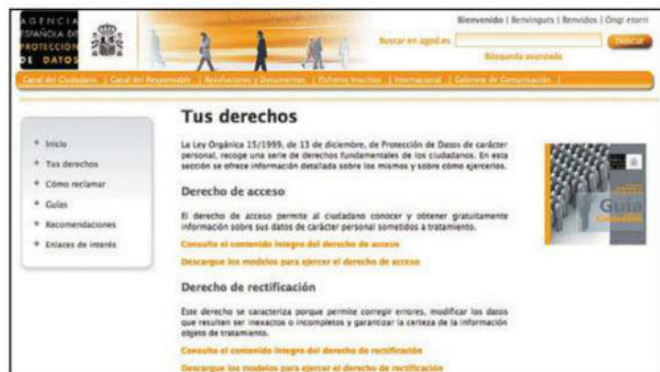 AGENCIA
ESPAÑOLA DE
PROTECCIÓN
DE DATOS
Bienvenido | Benvinguts | Benvidos | Ongi etorri
Buscar en agpd.es
buscar
Búsqueda avanzada
Canal del Ciudadano | Canal del Responsable | Resoluciones y Documentos | Ficheros Inscritos | Internacional | Gabinete de Comunicación |
Inicio
Tus derechos
Cómo reclamar
Guías
Recomendaciones
Enlaces de interés
Tus derechos
La Ley Orgánica 15/1999, de 13 de diciembre, de Protección de Datos de carácter
personal, recoge una serie de derechos fundamentales de los ciudadanos. En esta
sección se ofrece información detallada sobre los mismos y sobre cómo ejercerlos.
Derecho de acceso
El derecho de acceso permite al ciudadano conocer y obtener gratuitamente
información sobre sus datos de carácter personal sometidos a tratamiento.
Consulte el contenido íntegro del derecho de acceso
Descargue los modelos para ejercer el derecho de acceso
Derecho de rectificación
Este derecho se caracteriza porque permite corregir errores, modificar los datos
que resulten ser inexactos o incompletos y garantizar la certeza de la información
objeto de tratamiento.
Consulte el contenido íntegro del derecho de rectificación
Descargue los modelos para ejercer el derecho de rectificación
Guía